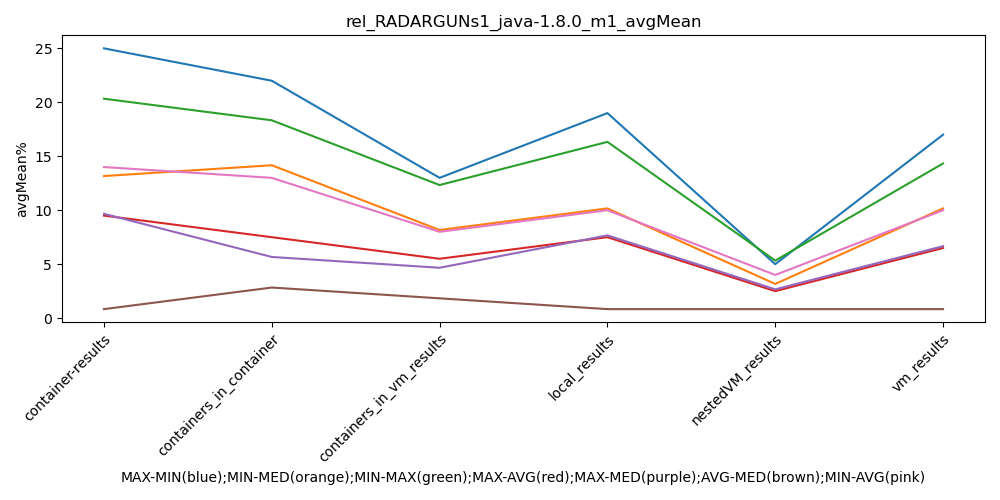 rel_RADARGUNs1_java-1.8.0_m1_avgMean
avgMean%
25
20
15
10
5
0
container-results
containers_in_container
containers_in_vm_results
local_results
nestedVM_results
vm_results
MAX-MIN(blue);MIN-MED(orange);MIN-MAX(green);MAX-AVG(red);MAX-MED(purple);AVG-MED(brown);MIN-AVG(pink)